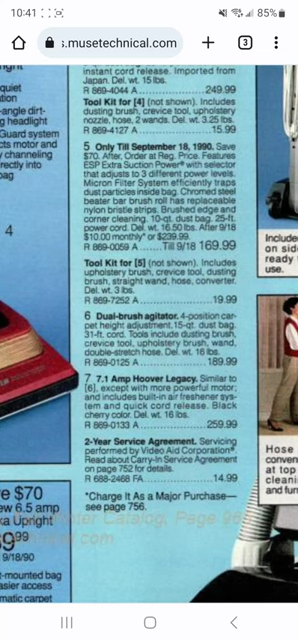 10:41
85%
s.musetechnical.com
3
instant cord release. Imported from
Japan. Del. wt. 15 lbs.
R 869-4044 A 249.99
Tool Kit for [4] (not shown). Includes
dusting brush, crevice tool, upholstery
nozzle, hose, 2 wands. Del. wt. 3.25 lbs.
R 869-4127 A 15.99
5 Only Till September 18, 1990. Save
$70. After, Order at Reg. Price. Features
ESP Extra Suction Power® with selector
that adjusts to 3 different power levels.
Micron Filter System efficiently traps
dust particles inside bag. Chromed steel
beater bar brush roll has replaceable
nylon bristle strips. Brushed edge and
corner cleaning. 10-qt. dust bag. 25-ft.
power cord. Del. wt. 16.50 lbs. After 9/18
$10.00 monthly* or $239.99.
R 869-0059 A Till 9/18 169.99
Tool Kit for [5] (not shown). Includes
upholstery brush, crevice tool, dusting
brush, straight wand, hose, converter.
Del. wt. 3 lbs.
R 869-7252 A 19.99
6 Dual-brush agitator. 4-position car-
pet height adjustment. 15-qt. dust bag.
31-ft. cord. Tools include dusting brush,
crevice tool, upholstery brush, wand,
double-stretch hose. Del. wt. 16 lbs.
R 869-0125 A 189.99
7 7.1 Amp Hoover Legacy. Similar to
[6], except with more powerful motor;
and includes built-in air freshener sys-
tem and quick cord release. Black
cherry color. Del. wt. 16 lbs.
R 869-0133 A 259.99
2-Year Service Agreement. Servicing
performed by Video Aid Corporation®.
Read about Carry-In Service Agreement
on page 752 for details.
R 688-2468 FA 14.99
*Charge It As a Major Purchase—
see page 756.
quiet
-angle dirt-
g headlight
Guard system
cts motor and
y channeling
rectly into
bag
4
e $70
ew 6.5 amp
ka Upright
99
9/18/90
t-mounted bag
asier access
matic carpet
Include
on sid
ready
use.
Hose
conven
at top
cleani
and fun